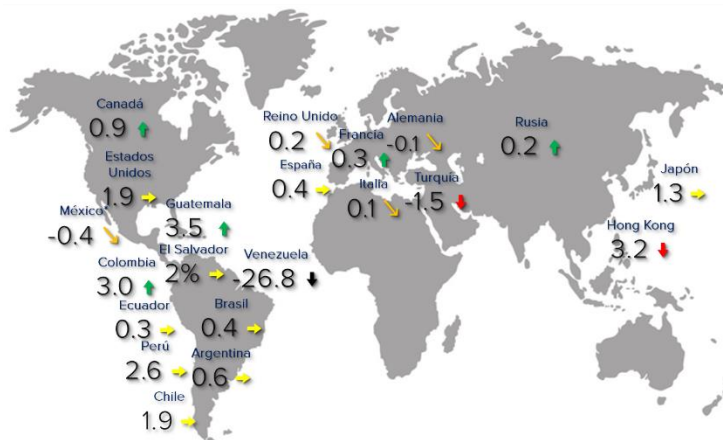 Canadá
0.9
Estados
Unidos
1.9
México*
-0.4
Guatemala
3.5
El Salvador
2%
Colombia
3.0
Venezuela
-26.8
Ecuador
0.3
Brasil
0.4
Perú
2.6
Argentina
0.6
Chile
1.9
Reino Unido
0.2
Francia
0.3
Alemania
-0.1
España
0.4
Italia
0.1
Turquía
-1.5
Rusia
0.2
Japón
1.3
Hong Kong
3.2